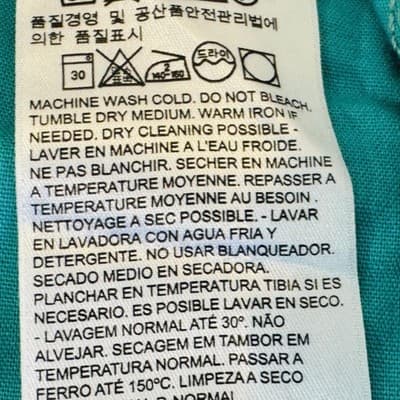 품질경영 및 공산품안전관리법에
의한 품질표시
30 2 140~160 드라이
MACHINE WASH COLD. DO NOT BLEACH.
TUMBLE DRY MEDIUM. WARM IRON IF
NEEDED. DRY CLEANING POSSIBLE -
LAVER EN MACHINE A L'EAU FROIDE.
NE PAS BLANCHIR. SECHER EN MACHINE
A TEMPERATURE MOYENNE. REPASSER A
TEMPERATURE MOYENNE AU BESOIN .
NETTOYAGE A SEC POSSIBLE. - LAVAR
EN LAVADORA CON AGUA FRIA Y
DETERGENTE. NO USAR BLANQUEADOR.
SECADO MEDIO EN SECADORA.
PLANCHAR EN TEMPERATURA TIBIA SI ES
NECESARIO. ES POSIBLE LAVAR EN SECO.
- LAVAGEM NORMAL ATÉ 30º. NÃO
ALVEJAR. SECAGEM EM TAMBOR EM
TEMPERATURA NORMAL. PASSAR A
FERRO ATÉ 150ºC. LIMPEZA A SECO